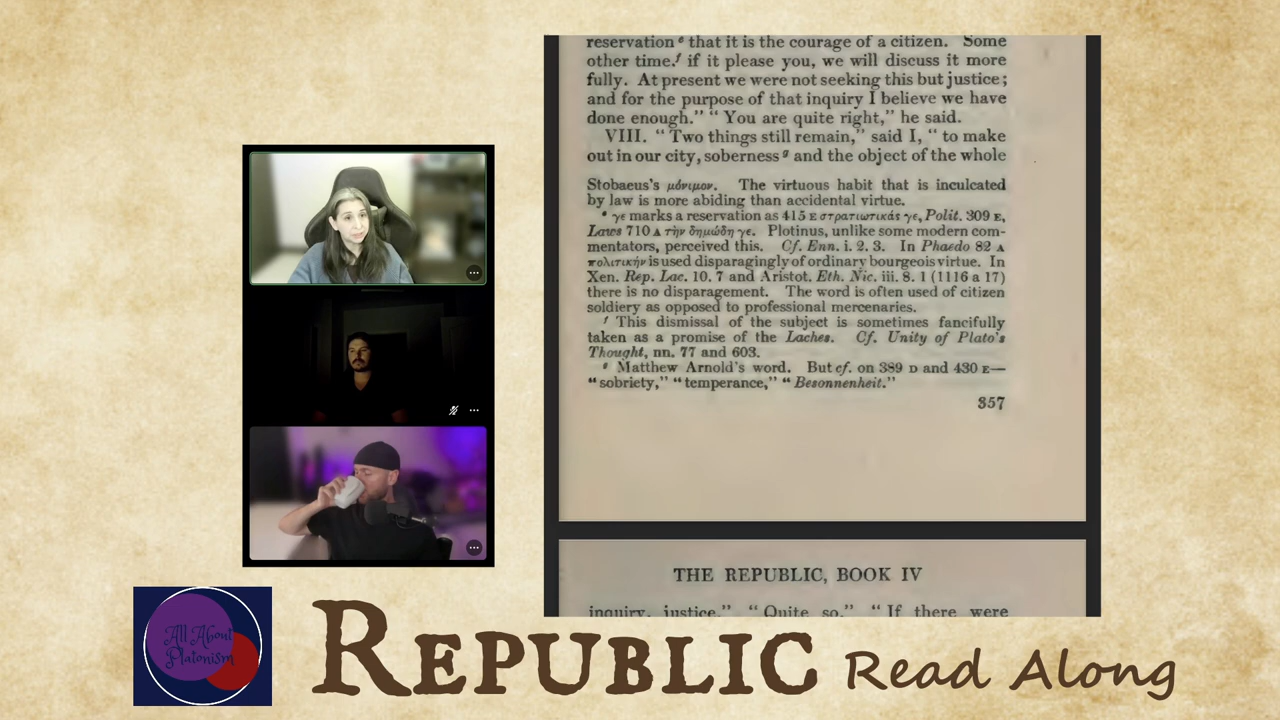 reservation ᵉ that it is the courage of a citizen. Some
other time,ᶠ if it please you, we will discuss it more
fully. At present we were not seeking this but justice;
and for the purpose of that inquiry I believe we have
done enough.” “ You are quite right,” he said.
VIII. “ Two things still remain,” said I, “ to make
out in our city, soberness ᵍ and the object of the whole
Stobaeus's μόνιμον. The virtuous habit that is inculcated
by law is more abiding than accidental virtue.
ᵉ γε marks a reservation as 415 E στρατιωτικάς γε, Polit. 309 E,
Laws 710 A τὴν δημώδη γε. Plotinus, unlike some modern com-
mentators, perceived this. Cf. Enn. i. 2. 3. In Phaedo 82 A
πολιτικήν is used disparagingly of ordinary bourgeois virtue. In
Xen. Rep. Lac. 10. 7 and Aristot. Eth. Nic. iii. 8. 1 (1116 a 17)
there is no disparagement. The word is often used of citizen
soldiery as opposed to professional mercenaries.
ᶠ This dismissal of the subject is sometimes fancifully
taken as a promise of the Laches. Cf. Unity of Plato's
Thought, nn. 77 and 603.
ᵍ Matthew Arnold's word. But cf. on 389 D and 430 E—
“ sobriety,” “ temperance,” “ Besonnenheit.”
357
THE REPUBLIC, BOOK IV
inquiry, justice.” “ Quite so.” “ If there were
All About
Platonism
REPUBLIC Read Along